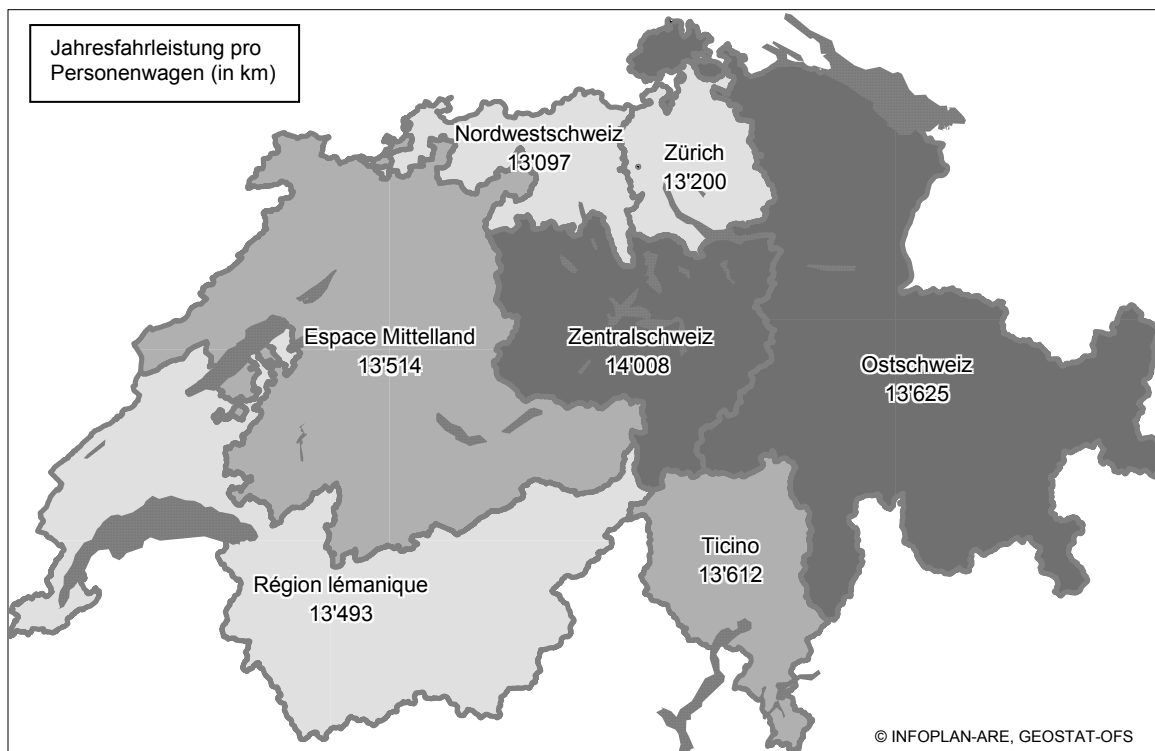 Jahresfahrleistung pro
Personenwagen (in km)
Nordwestschweiz
13'097
Zürich
13'200
Espace Mittelland
13'514
Zentralschweiz
14'008
Ostschweiz
13'625
Ticino
13'612
Région lémanique
13'493
© INFOPLAN-ARE, GEOSTAT-OFS